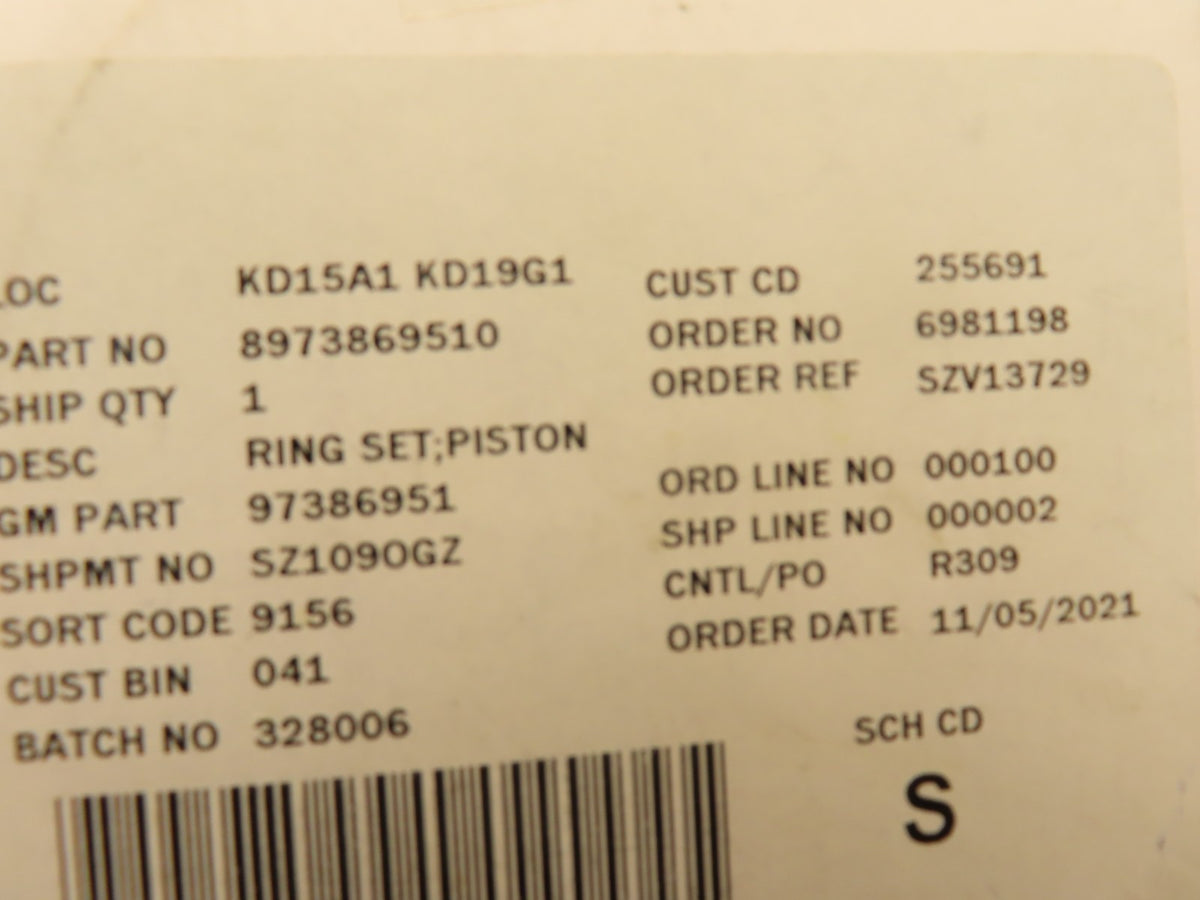 LOC KD15A1 KD19G1 CUST CD 255691
PART NO 8973869510 ORDER NO 6981198
SHIP QTY 1 ORDER REF SZV13729
DESC RING SET;PISTON
GM PART 97386951 ORD LINE NO 000100
SHPMT NO SZ109OGZ SHP LINE NO 000002
SORT CODE 9156 CNTL/PO R309
CUST BIN 041 ORDER DATE 11/05/2021
BATCH NO 328006 SCH CD
S